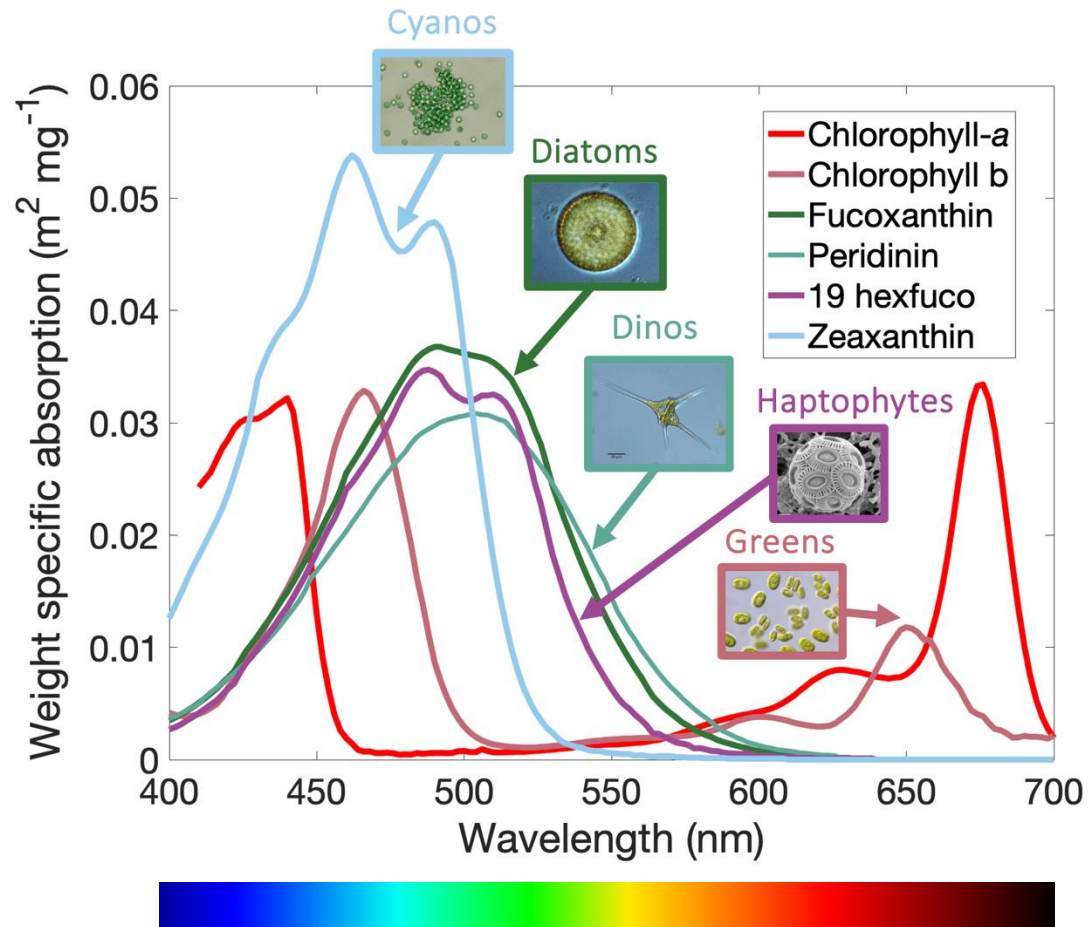 Cyanos
Diatoms
Dinos
Haptophytes
Greens
Chlorophyll-a
Chlorophyll b
Fucoxanthin
Peridinin
19 hexfuco
Zeaxanthin
Weight specific absorption (m² mg⁻¹)
0.06
0.05
0.04
0.03
0.02
0.01
0
400 450 500 550 600 650 700
Wavelength (nm)